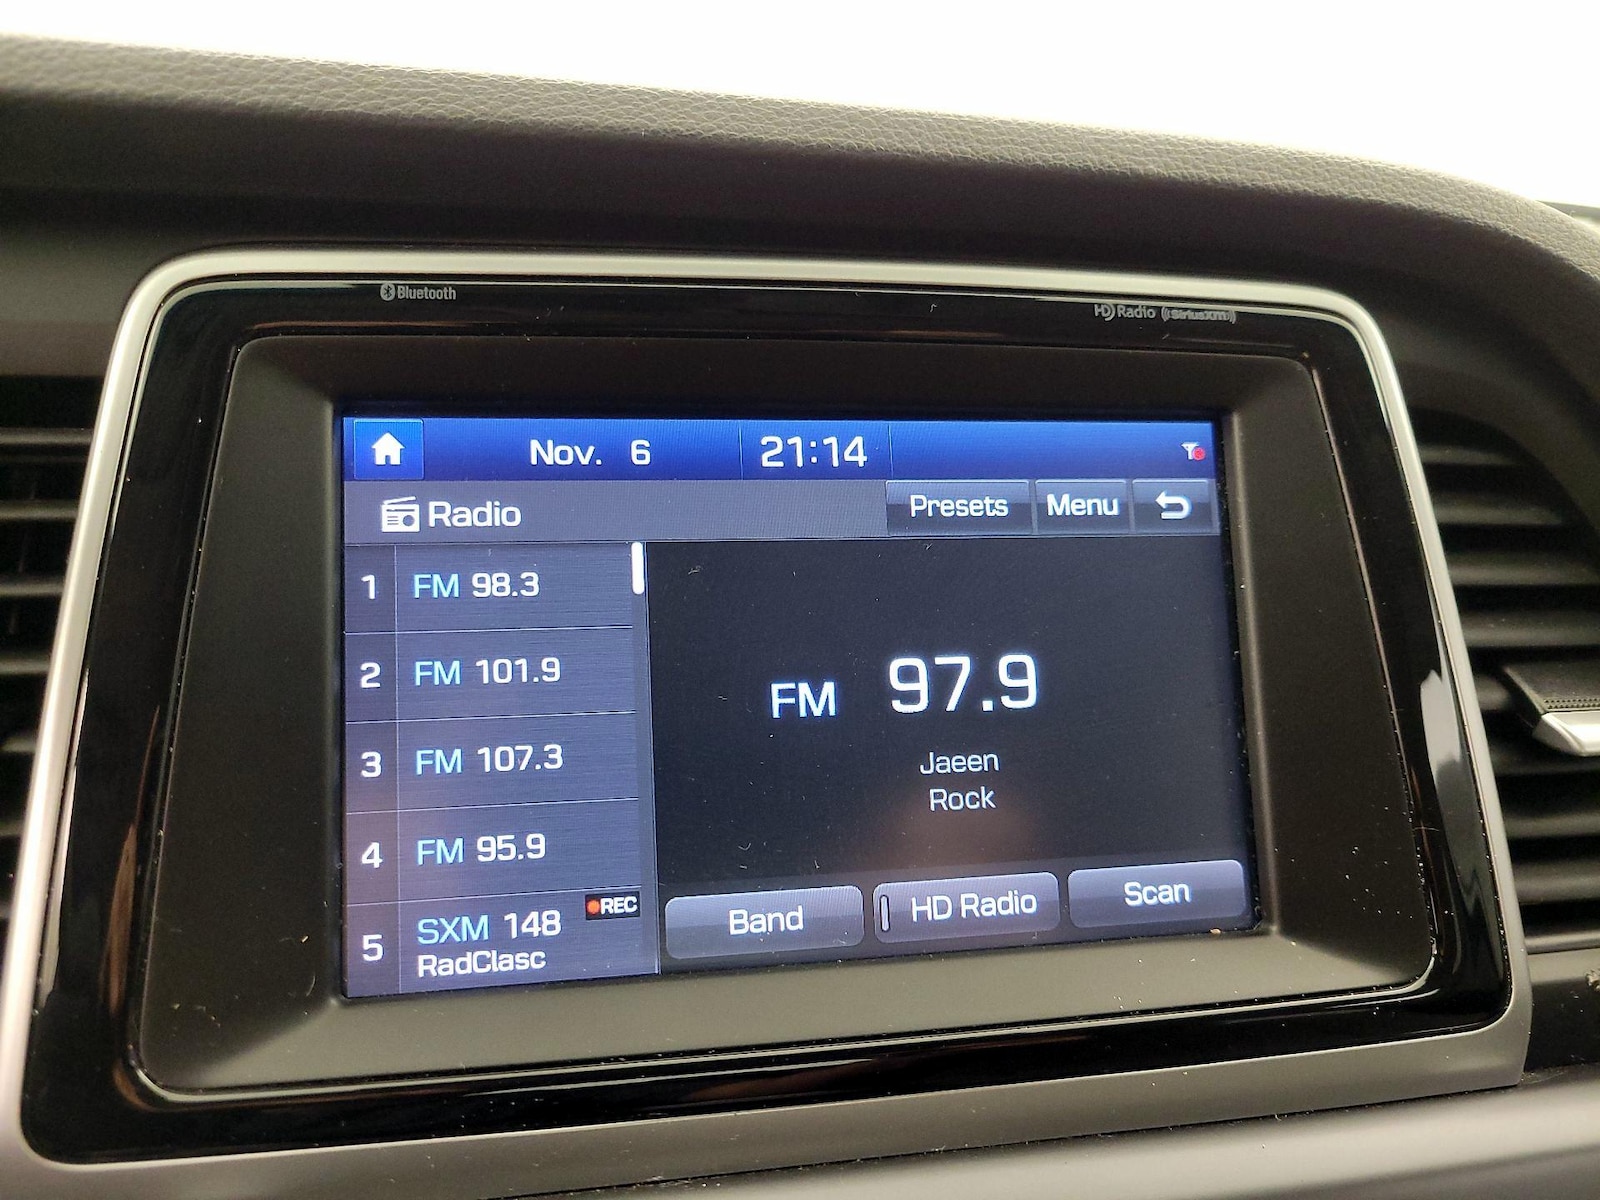 Bluetooth
HD Radio ((SiriusXM))
Nov. 6 21:14
Radio Presets Menu
1 FM 98.3
2 FM 101.9
3 FM 107.3
4 FM 95.9
5 SXM 148 REC
RadClasc
FM 97.9
Jaeen
Rock
Band HD Radio Scan